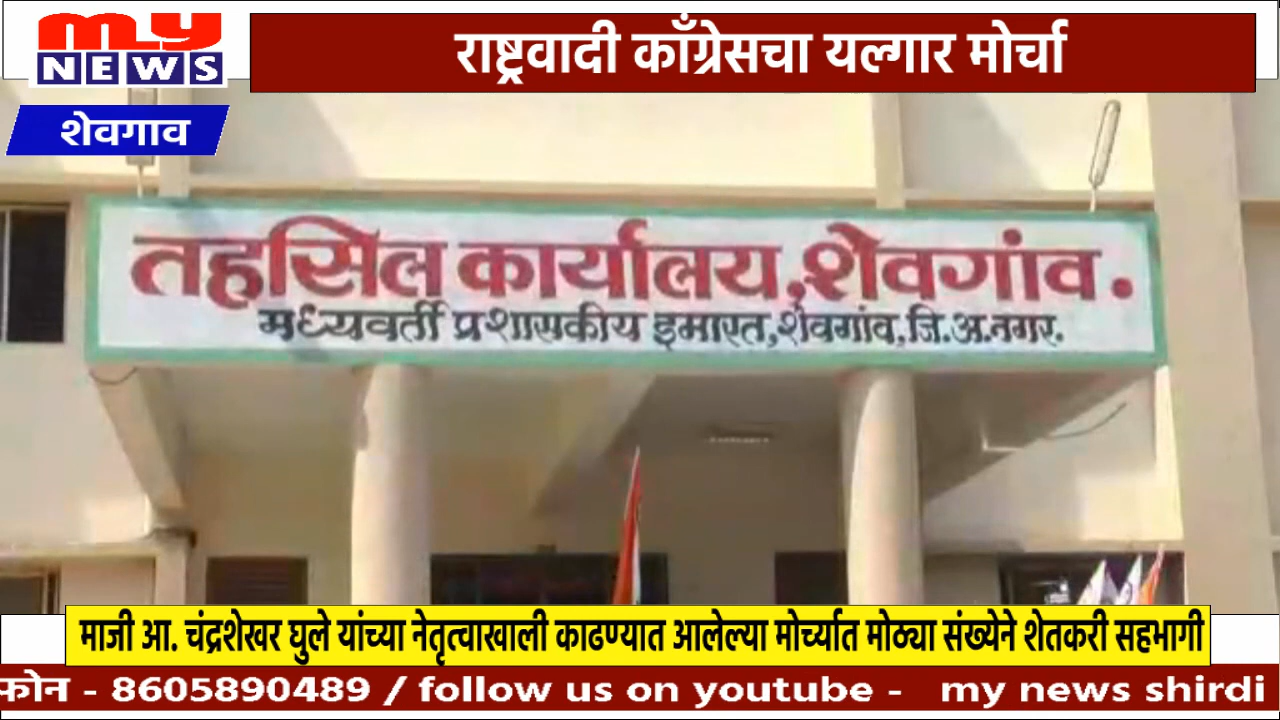 my
NEWS
राष्ट्रवादी काँग्रेसचा यल्गार मोर्चा
शेवगाव
तहसिल कार्यालय,शेवगांव.
मध्यवर्ती प्रशासकीय इमारत,शेवगांव,जि.अ.नगर.
माजी आ. चंद्रशेखर घुले यांच्या नेतृत्वाखाली काढण्यात आलेल्या मोर्च्यात मोठ्या संख्येने शेतकरी सहभागी
फोन - 8605890489 / follow us on youtube - my news shirdi